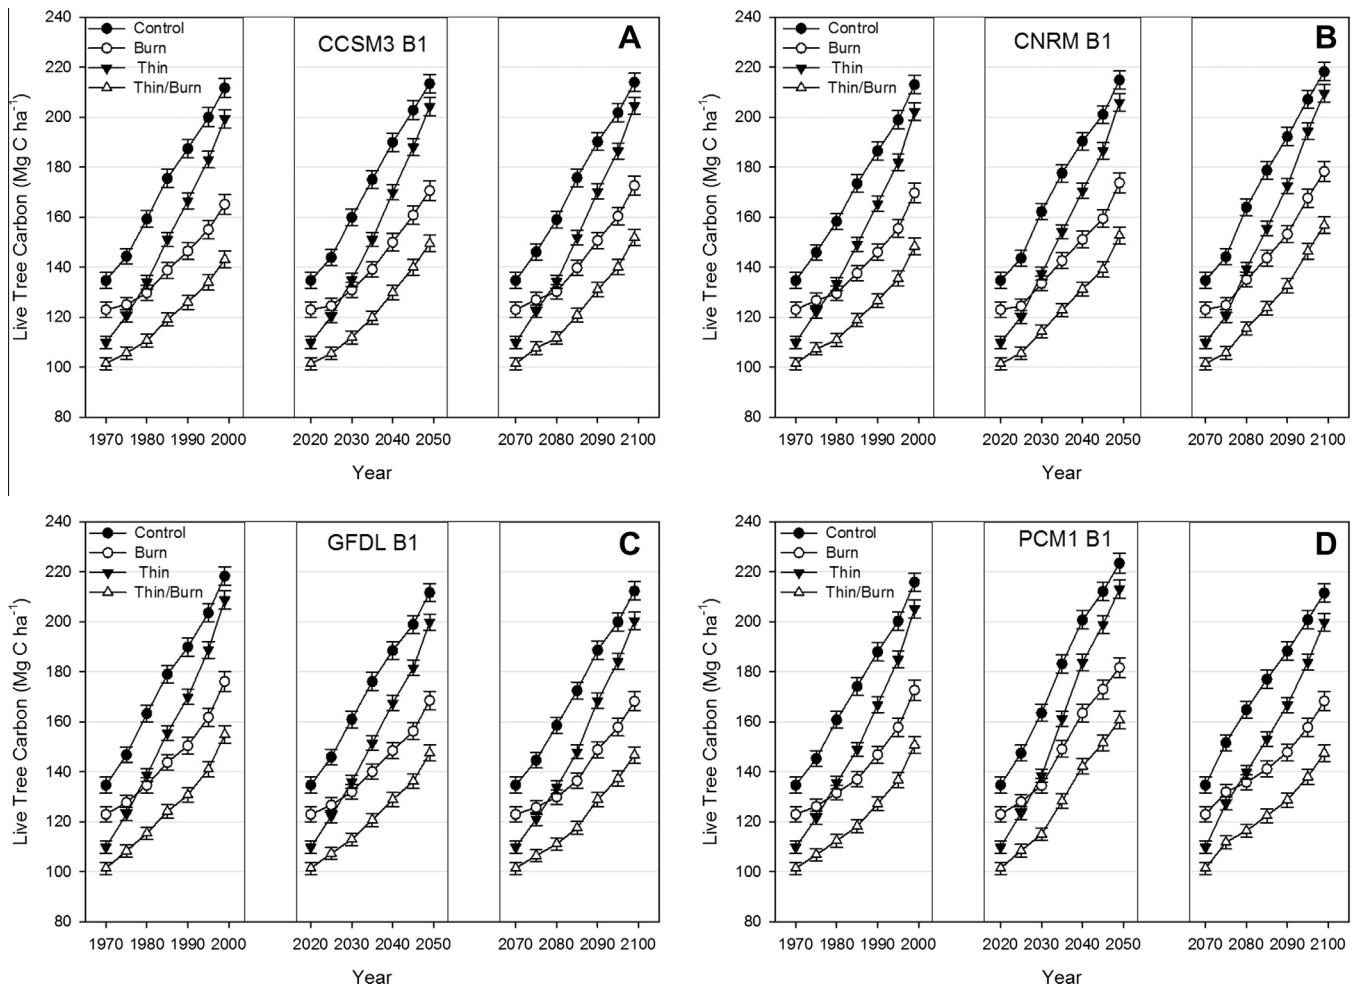 240
220
200
180
160
140
120
100
80
Live Tree Carbon (Mg C ha⁻¹)
Control
Burn
Thin
Thin/Burn
CCSM3 B1
A
1970 1980 1990 2000 2020 2030 2040 2050 2070 2080 2090 2100
Year
240
220
200
180
160
140
120
100
80
Live Tree Carbon (Mg C ha⁻¹)
Control
Burn
Thin
Thin/Burn
CNRM B1
B
1970 1980 1990 2000 2020 2030 2040 2050 2070 2080 2090 2100
Year
240
220
200
180
160
140
120
100
80
Live Tree Carbon (Mg C ha⁻¹)
Control
Burn
Thin
Thin/Burn
GFDL B1
C
1970 1980 1990 2000 2020 2030 2040 2050 2070 2080 2090 2100
Year
240
220
200
180
160
140
120
100
80
Live Tree Carbon (Mg C ha⁻¹)
Control
Burn
Thin
Thin/Burn
PCM1 B1
D
1970 1980 1990 2000 2020 2030 2040 2050 2070 2080 2090 2100
Year